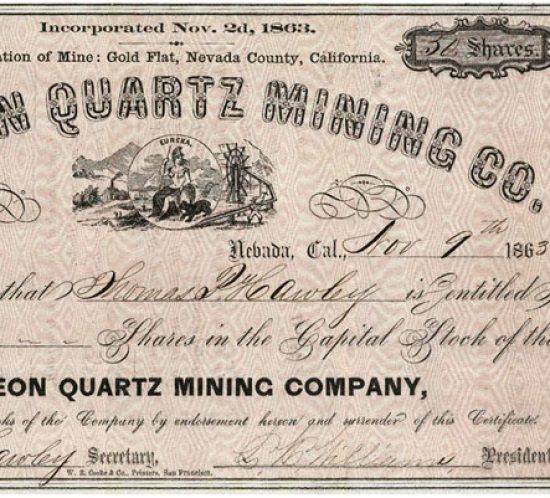 Incorporated Nov. 2d, 1863.
ation of Mine: Gold Flat, Nevada County, California.
50 Shares.
N QUARTZ MINING CO.
EUREKA.
Nevada, Cal., Nov 9th 1863
that Thomas P. Hawley is Entitled
Shares in the Capital Stock of the
EON QUARTZ MINING COMPANY,
ks of the Company by endorsement hereon and surrender of this Certificate.
Hawley Secretary, Williams President
W. E. Cooke & Co., Printers, San Francisco.